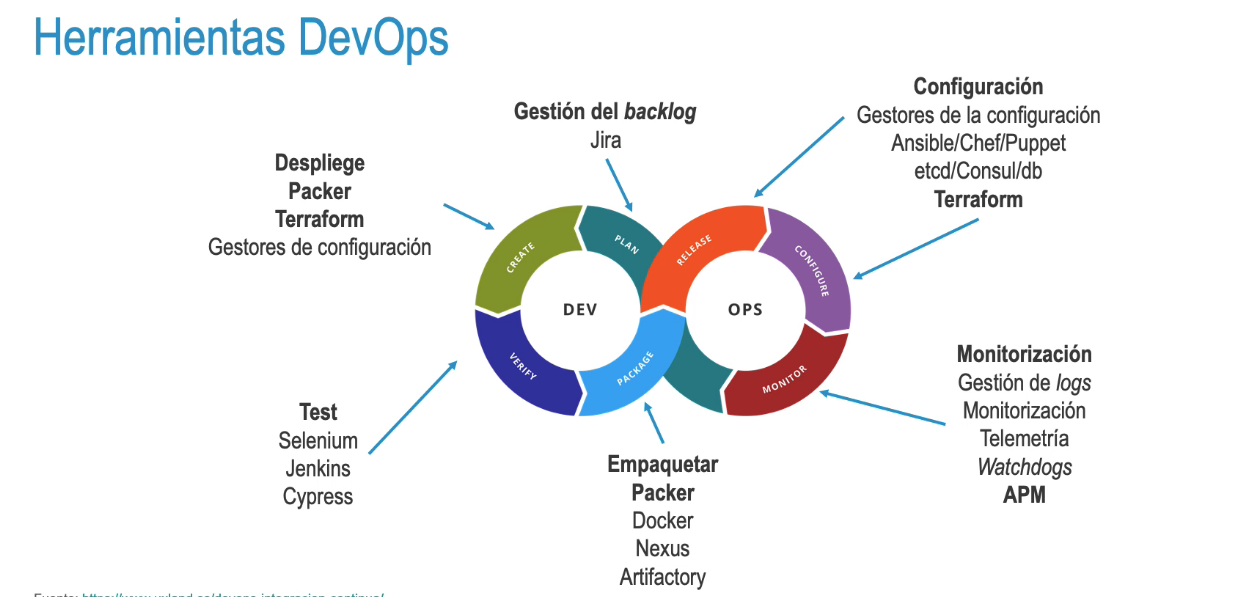 Herramientas DevOps
Gestión del backlog
Jira
Configuración
Gestores de la configuración
Ansible/Chef/Puppet
etcd/Consul/db
Terraform
Despliege
Packer
Terraform
Gestores de configuración
CREATE
PLAN
RELEASE
CONFIGURE
DEV
OPS
VERIFY
PACKAGE
MONITOR
Test
Selenium
Jenkins
Cypress
Empaquetar
Packer
Docker
Nexus
Artifactory
Monitorización
Gestión de logs
Monitorización
Telemetría
Watchdogs
APM